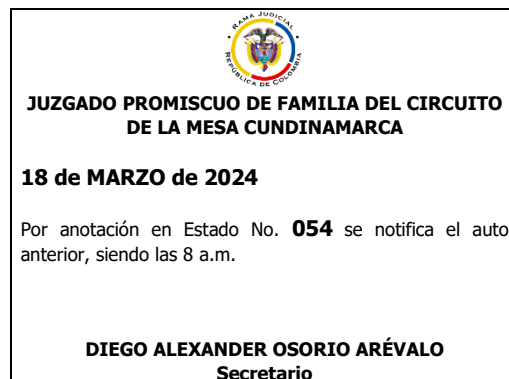 RAMA JUDICIAL
REPÚBLICA DE COLOMBIA
JUZGADO PROMISCUO DE FAMILIA DEL CIRCUITO
DE LA MESA CUNDINAMARCA
18 de MARZO de 2024
Por anotación en Estado No. 054 se notifica el auto
anterior, siendo las 8 a.m.
DIEGO ALEXANDER OSORIO ARÉVALO
Secretario